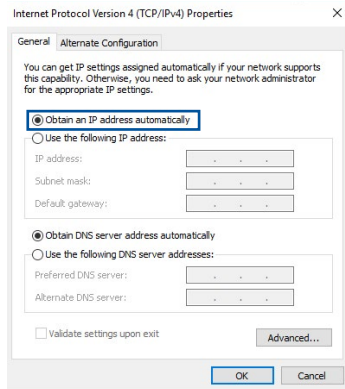 Internet Protocol Version 4 (TCP/IPv4) Properties
General
Alternate Configuration
You can get IP settings assigned automatically if your network supports
this capability. Otherwise, you need to ask your network administrator
for the appropriate IP settings.
Obtain an IP address automatically
Use the following IP address:
IP address:
Subnet mask:
Default gateway:
Obtain DNS server address automatically
Use the following DNS server addresses:
Preferred DNS server:
Alternate DNS server:
Validate settings upon exit
Advanced...
OK
Cancel